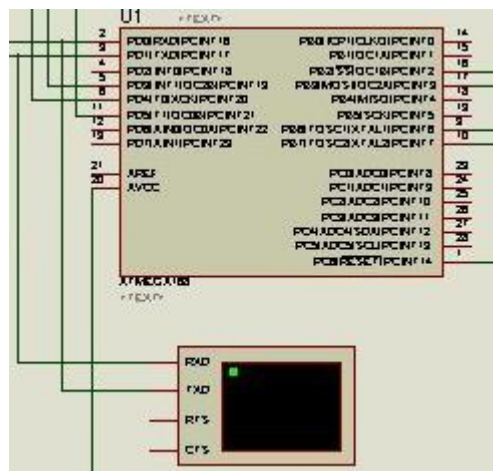 U1
<TEXT>
2 PD0/RXD/PCINT16 PB0/ICP1/CLKO/PCINT0 14
3 PD1/TXD/PCINT17 PB1/OC1A/PCINT1 15
4 PD2/INT0/PCINT18 PB2/SS/OC1B/PCINT2 16
5 PD3/INT1/OC2B/PCINT19 PB3/MOSI/OC2A/PCINT3 17
6 PD4/T0/XCK/PCINT20 PB4/MISO/PCINT4 18
11 PD5/T1/OC0B/PCINT21 PB5/SCK/PCINT5 19
12 PD6/AIN0/OC0A/PCINT22 PB6/TOSC1/XTAL1/PCINT6 9
13 PD7/AIN1/PCINT23 PB7/TOSC2/XTAL2/PCINT7 10
21 AREF PC0/ADC0/PCINT8 23
20 AVCC PC1/ADC1/PCINT9 24
PC2/ADC2/PCINT10 25
PC3/ADC3/PCINT11 26
PC4/ADC4/SDA/PCINT12 27
PC5/ADC5/SCL/PCINT13 28
PC6/RESET/PCINT14 1
<TEXT>
RXD
TXD
RTS
CTS